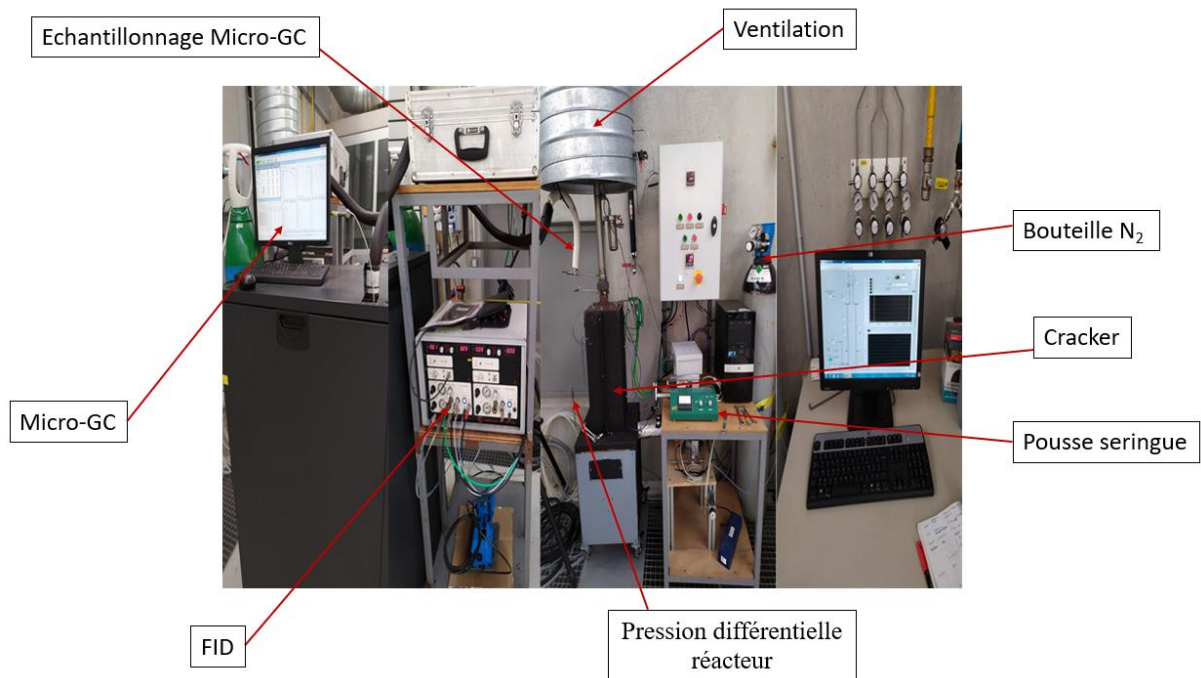 Echantillonnage Micro-GC
Ventilation
Bouteille N₂
Cracker
Micro-GC
Pousse seringue
FID
Pression différentielle
réacteur